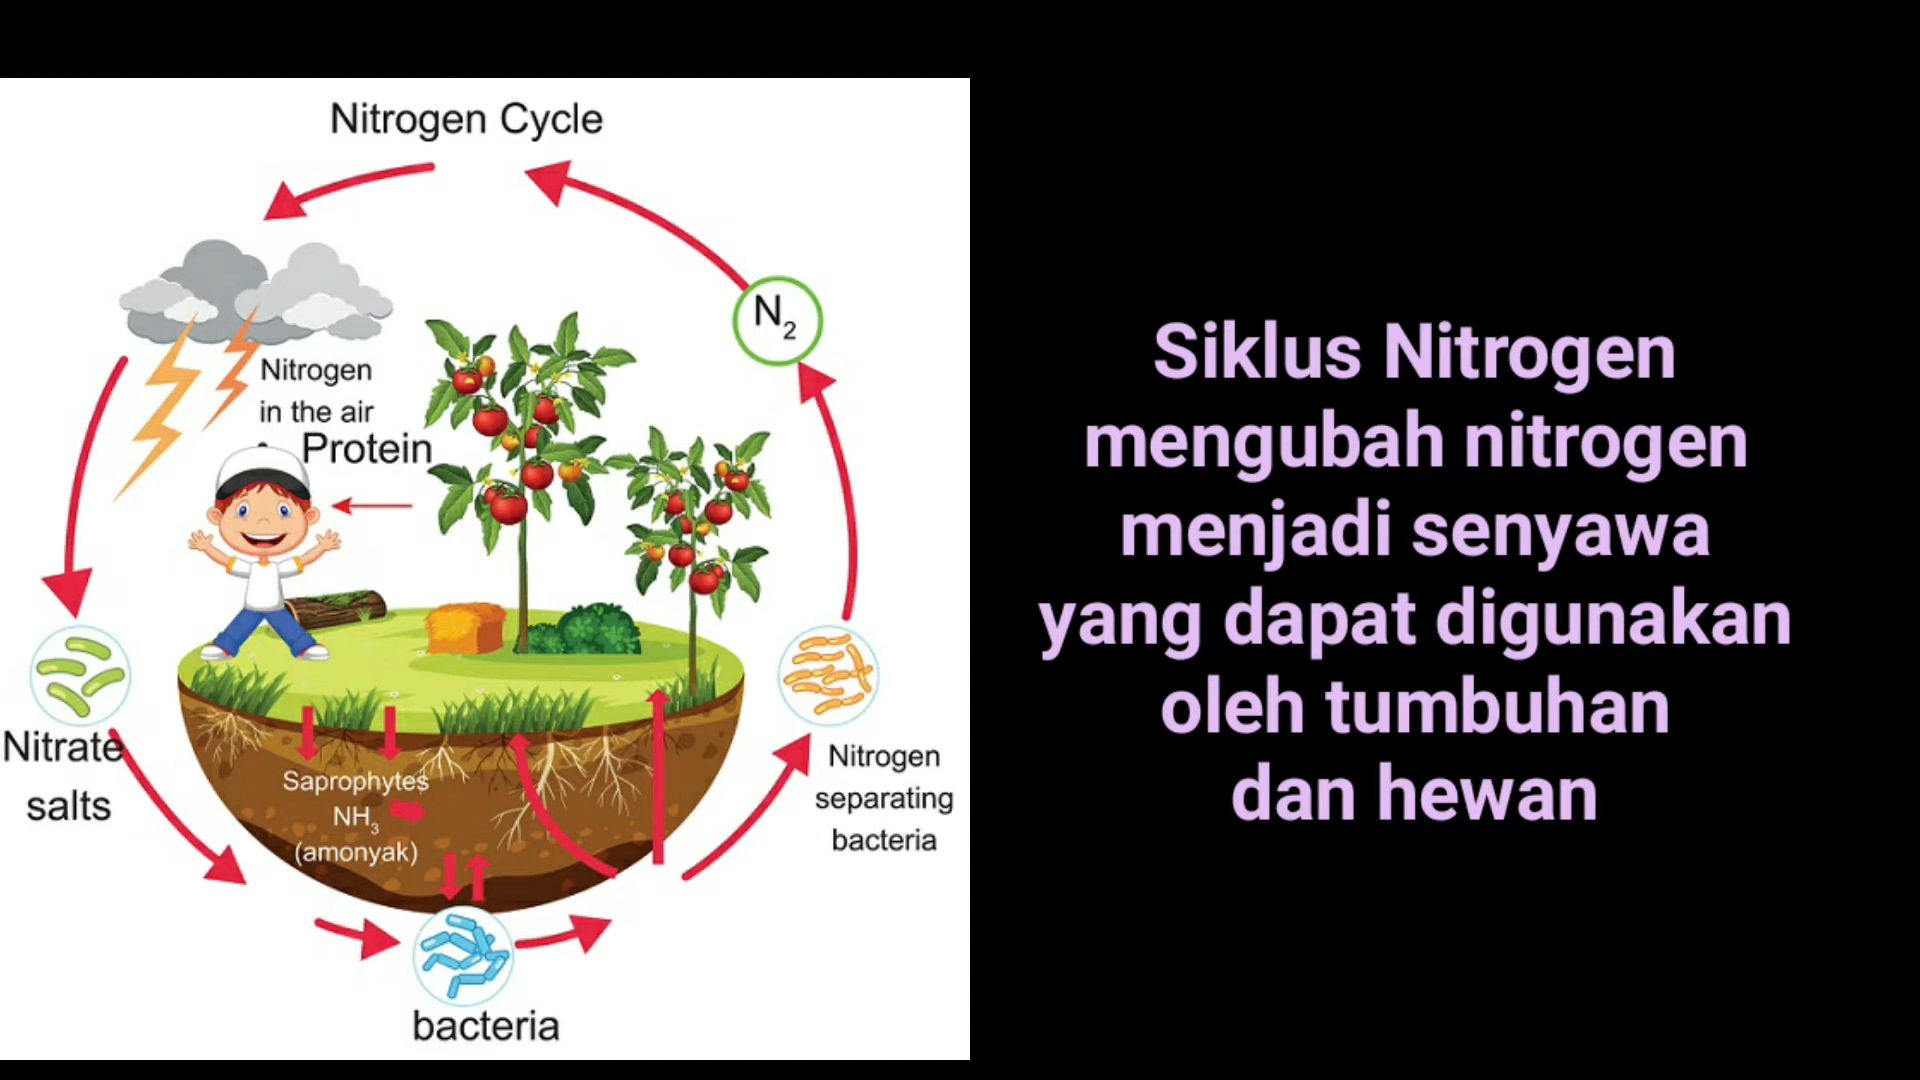 Nitrogen Cycle
N2
Nitrogen
in the air
Protein
Nitrate
salts
Saprophytes
NH3
(amonyak)
Nitrogen
separating
bacteria
bacteria
Siklus Nitrogen
mengubah nitrogen
menjadi senyawa
yang dapat digunakan
oleh tumbuhan
dan hewan